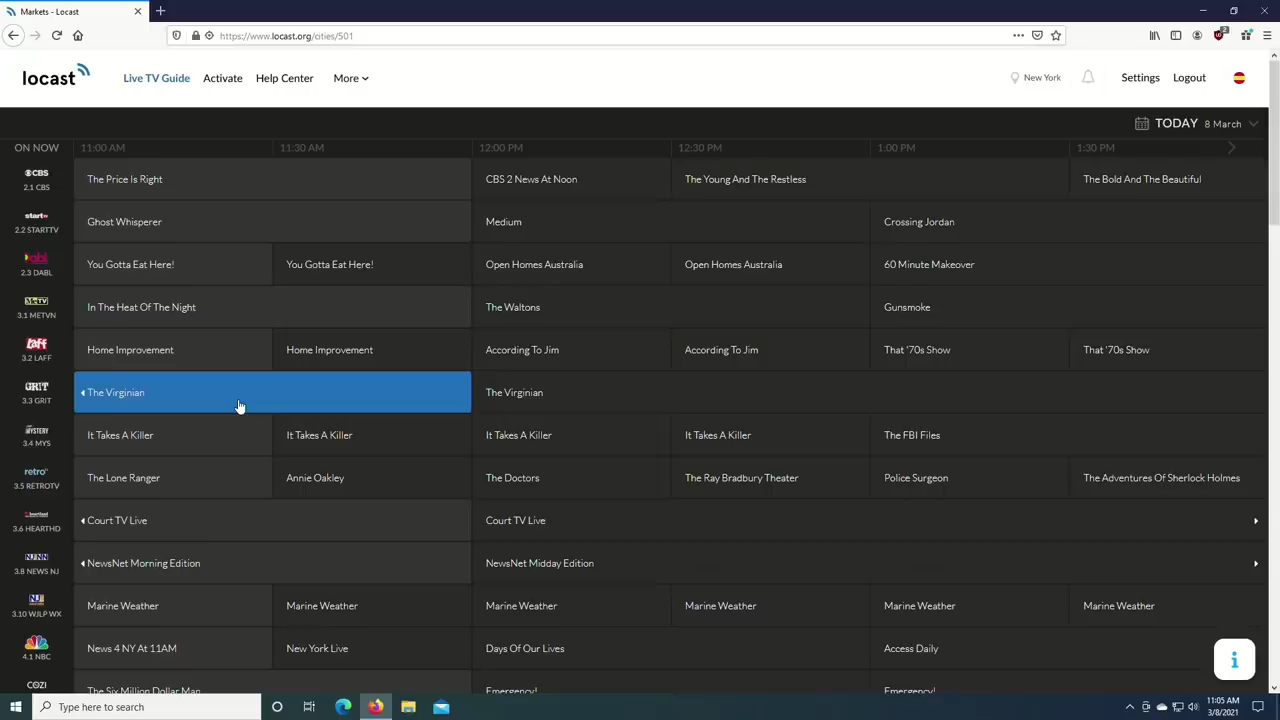 Markets - Locast
https://www.locast.org/cities/501
2
locast
Live TV Guide
Activate
Help Center
More
New York
Settings
Logout
TODAY 8 March
ON NOW 11:00 AM 11:30 AM 12:00 PM 12:30 PM 1:00 PM 1:30 PM
CBS
2.1 CBS
The Price Is Right
CBS 2 News At Noon
The Young And The Restless
The Bold And The Beautiful
start
2.2 STARTTV
Ghost Whisperer
Medium
Crossing Jordan
Dabl
2.3 DABL
You Gotta Eat Here!
You Gotta Eat Here!
Open Homes Australia
Open Homes Australia
60 Minute Makeover
MeTV
3.1 METVN
In The Heat Of The Night
The Waltons
Gunsmoke
laff
3.2 LAFF
Home Improvement
Home Improvement
According To Jim
According To Jim
That '70s Show
That '70s Show
GRIT
3.3 GRIT
The Virginian
The Virginian
MYSTERY
3.4 MYS
It Takes A Killer
It Takes A Killer
It Takes A Killer
It Takes A Killer
The FBI Files
retro
3.5 RETROTV
The Lone Ranger
Annie Oakley
The Doctors
The Ray Bradbury Theater
Police Surgeon
The Adventures Of Sherlock Holmes
Heartland
3.6 HEARTHD
Court TV Live
Court TV Live
3.8 NEWS NJ
NewsNet Morning Edition
NewsNet Midday Edition
NJ
3.10 WJLP WX
Marine Weather
Marine Weather
Marine Weather
Marine Weather
Marine Weather
Marine Weather
NBC
4.1 NBC
News 4 NY At 11AM
New York Live
Days Of Our Lives
Access Daily
COZI
The Six Million Dollar Man
Emergency!
Emergency!
i
Type here to search
11:05 AM
3/8/2021